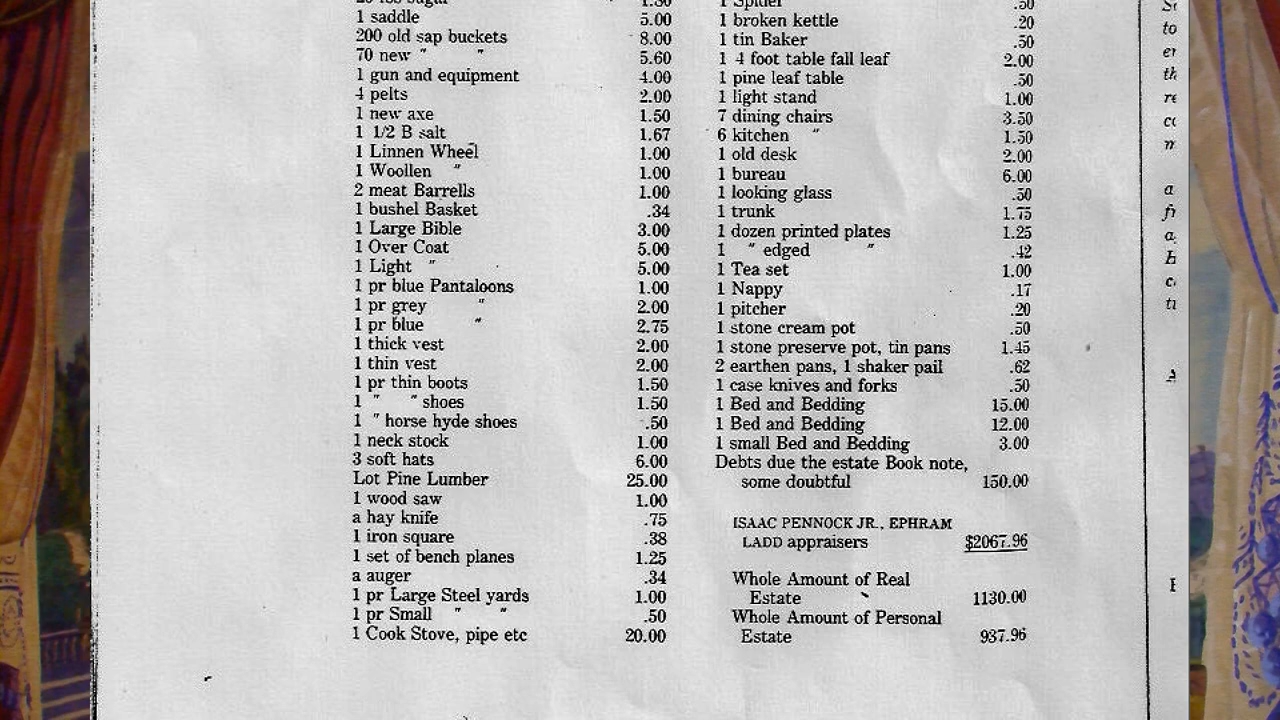 1 saddle 5.00
200 old sap buckets 8.00
70 new " " 5.60
1 gun and equipment 4.00
4 pelts 2.00
1 new axe 1.50
1 1/2 B salt 1.67
1 Linnen Wheel 1.00
1 Woollen " 1.00
2 meat Barrells 1.00
1 bushel Basket .34
1 Large Bible 3.00
1 Over Coat 5.00
1 Light " 5.00
1 pr blue Pantaloons 1.00
1 pr grey " 2.00
1 pr blue " 2.75
1 thick vest 2.00
1 thin vest 2.00
1 pr thin boots 1.50
1 " " shoes 1.50
1 " horse hyde shoes .50
1 neck stock 1.00
3 soft hats 6.00
Lot Pine Lumber 25.00
1 wood saw 1.00
a hay knife .75
1 iron square .38
1 set of bench planes 1.25
a auger .34
1 pr Large Steel yards 1.00
1 pr Small " " .50
1 Cook Stove, pipe etc 20.00
1 Spider .50
1 broken kettle .20
1 tin Baker .50
1 4 foot table fall leaf 2.00
1 pine leaf table .50
1 light stand 1.00
7 dining chairs 3.50
6 kitchen " 1.50
1 old desk 2.00
1 bureau 6.00
1 looking glass .50
1 trunk 1.75
1 dozen printed plates 1.25
1 " edged " .42
1 Tea set 1.00
1 Nappy .17
1 pitcher .20
1 stone cream pot .50
1 stone preserve pot, tin pans 1.45
2 earthen pans, 1 shaker pail .62
1 case knives and forks .50
1 Bed and Bedding 15.00
1 Bed and Bedding 12.00
1 small Bed and Bedding 3.00
Debts due the estate Book note,
some doubtful 150.00
ISAAC PENNOCK JR., EPHRAM
LADD appraisers $2067.96
Whole Amount of Real
Estate 1130.00
Whole Amount of Personal
Estate 937.96